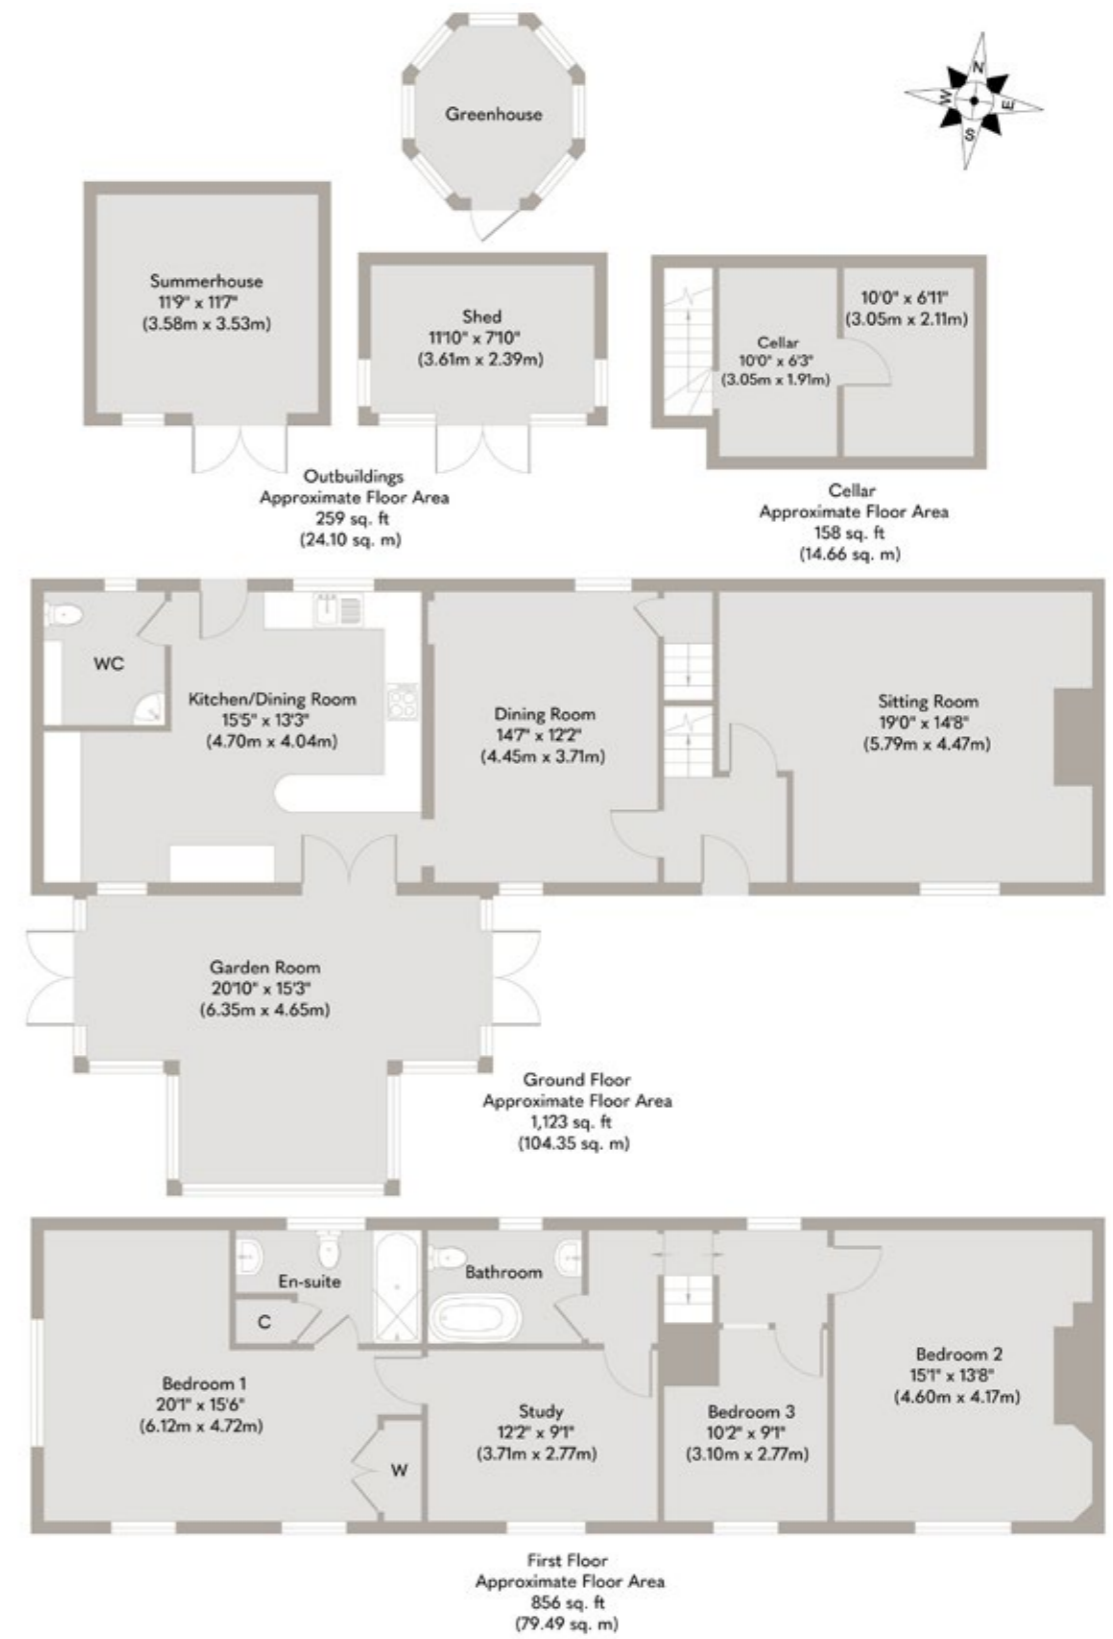 Greenhouse
N
W
E
S
Summerhouse
11'9" x 11'7"
(3.58m x 3.53m)
Shed
11'10" x 7'10"
(3.61m x 2.39m)
10'0" x 6'11"
(3.05m x 2.11m)
Cellar
10'0" x 6'3"
(3.05m x 1.91m)
Outbuildings
Approximate Floor Area
259 sq. ft
(24.10 sq. m)
Cellar
Approximate Floor Area
158 sq. ft
(14.66 sq. m)
WC
Kitchen/Dining Room
15'5" x 13'3"
(4.70m x 4.04m)
Dining Room
14'7" x 12'2"
(4.45m x 3.71m)
Sitting Room
19'0" x 14'8"
(5.79m x 4.47m)
Garden Room
20'10" x 15'3"
(6.35m x 4.65m)
Ground Floor
Approximate Floor Area
1,123 sq. ft
(104.35 sq. m)
En-suite
Bathroom
C
Bedroom 1
20'1" x 15'6"
(6.12m x 4.72m)
W
Study
12'2" x 9'1"
(3.71m x 2.77m)
Bedroom 3
10'2" x 9'1"
(3.10m x 2.77m)
Bedroom 2
15'1" x 13'8"
(4.60m x 4.17m)
First Floor
Approximate Floor Area
856 sq. ft
(79.49 sq. m)